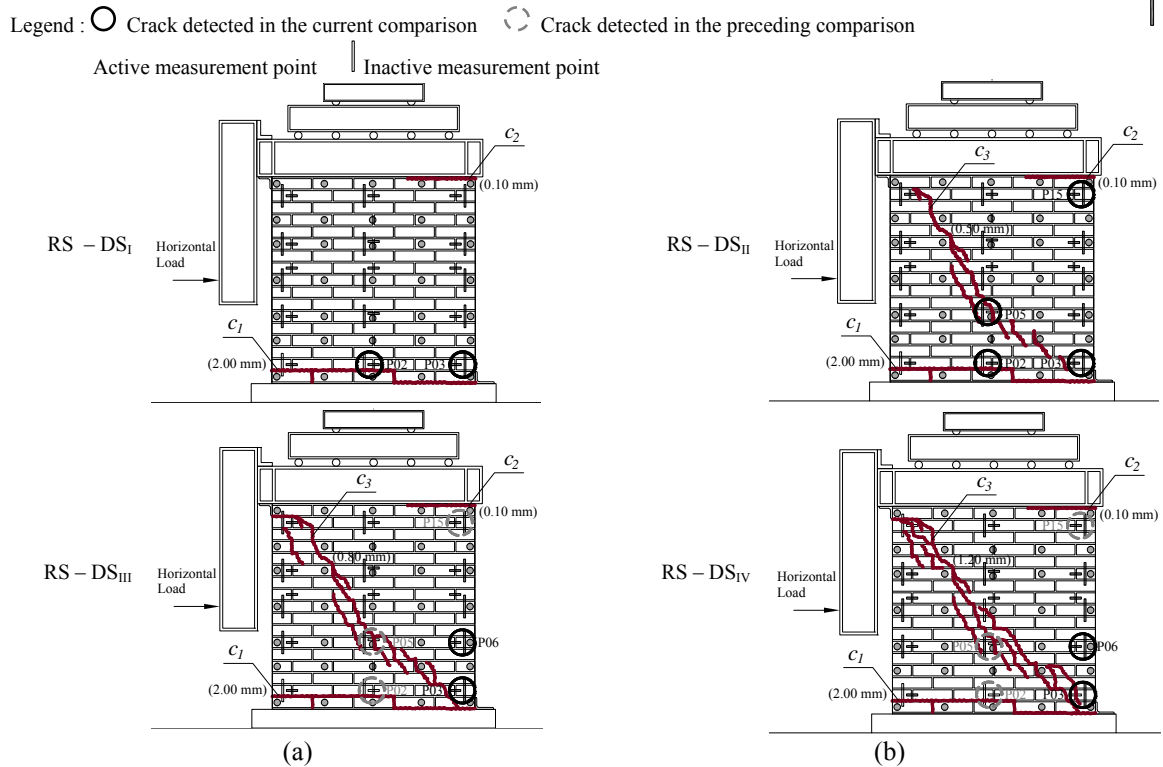 Legend : Crack detected in the current comparison Crack detected in the preceding comparison
Active measurement point Inactive measurement point
RS – DSI
Horizontal
Load
c1
(2.00 mm)
c2
(0.10 mm)
P02
P03
RS – DSII
Horizontal
Load
c1
(2.00 mm)
c2
(0.10 mm)
c3
(0.50 mm)
P15
P05
P02
P03
RS – DSIII
Horizontal
Load
c1
(2.00 mm)
c2
(0.10 mm)
c3
(0.80 mm)
P15
P05
P06
P02
P03
(a)
RS – DSIV
Horizontal
Load
c1
(2.00 mm)
c2
(0.10 mm)
c3
(1.20 mm)
P15
P05
P06
P02
P03
(b)